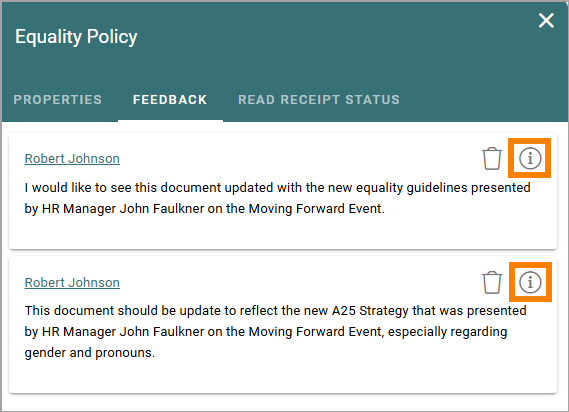 Equality Policy
PROPERTIES FEEDBACK READ RECEIPT STATUS
Robert Johnson
I would like to see this document updated with the new equality guidelines presented
by HR Manager John Faulkner on the Moving Forward Event.
Robert Johnson
This document should be update to reflect the new A25 Strategy that was presented
by HR Manager John Faulkner on the Moving Forward Event, especially regarding
gender and pronouns.